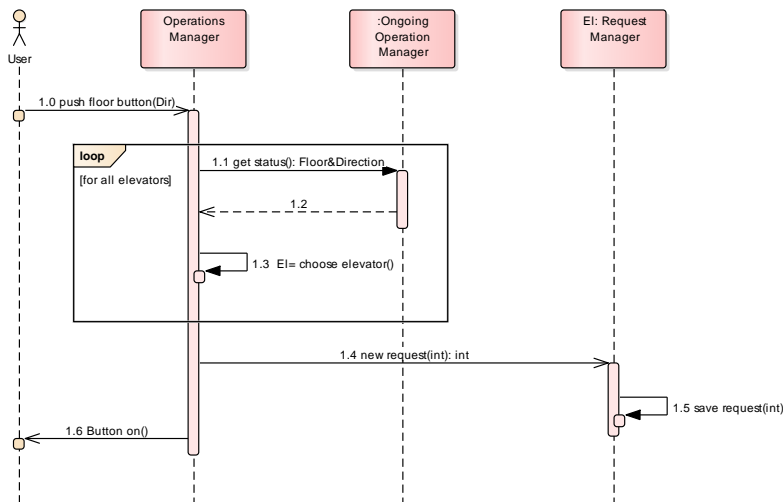 Operations
Manager
:Ongoing
Operation
Manager
El: Request
Manager
User
1.0 push floor button(Dir)
loop
1.1 get status(): Floor&Direction
[for all elevators]
1.2
1.3 El= choose elevator()
1.4 new request(int): int
1.5 save request(int)
1.6 Button on()